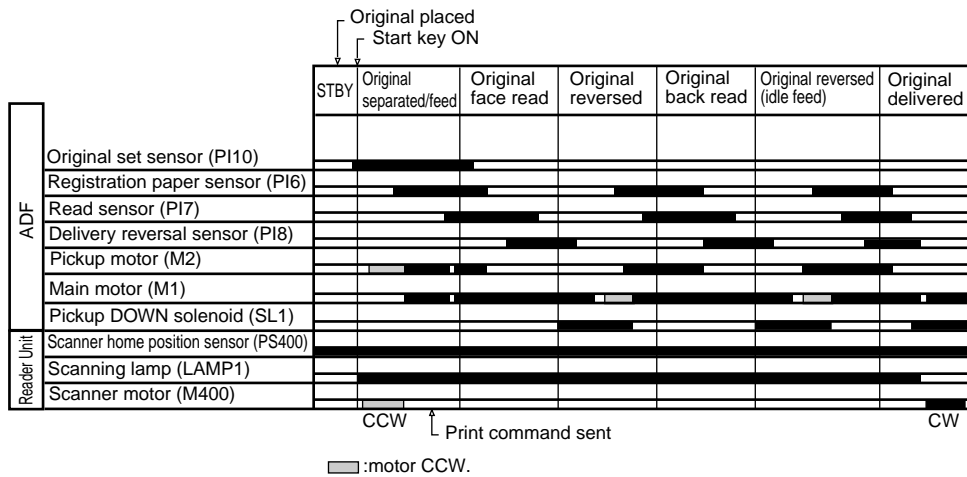 Original placed
Start key ON
STBY
Original separated/feed
Original face read
Original reversed
Original back read
Original reversed (idle feed)
Original delivered
ADF
Original set sensor (PI10)
Registration paper sensor (PI6)
Read sensor (PI7)
Delivery reversal sensor (PI8)
Pickup motor (M2)
Main motor (M1)
Pickup DOWN solenoid (SL1)
Reader Unit
Scanner home position sensor (PS400)
Scanning lamp (LAMP1)
Scanner motor (M400)
CCW
Print command sent
CW
:motor CCW.